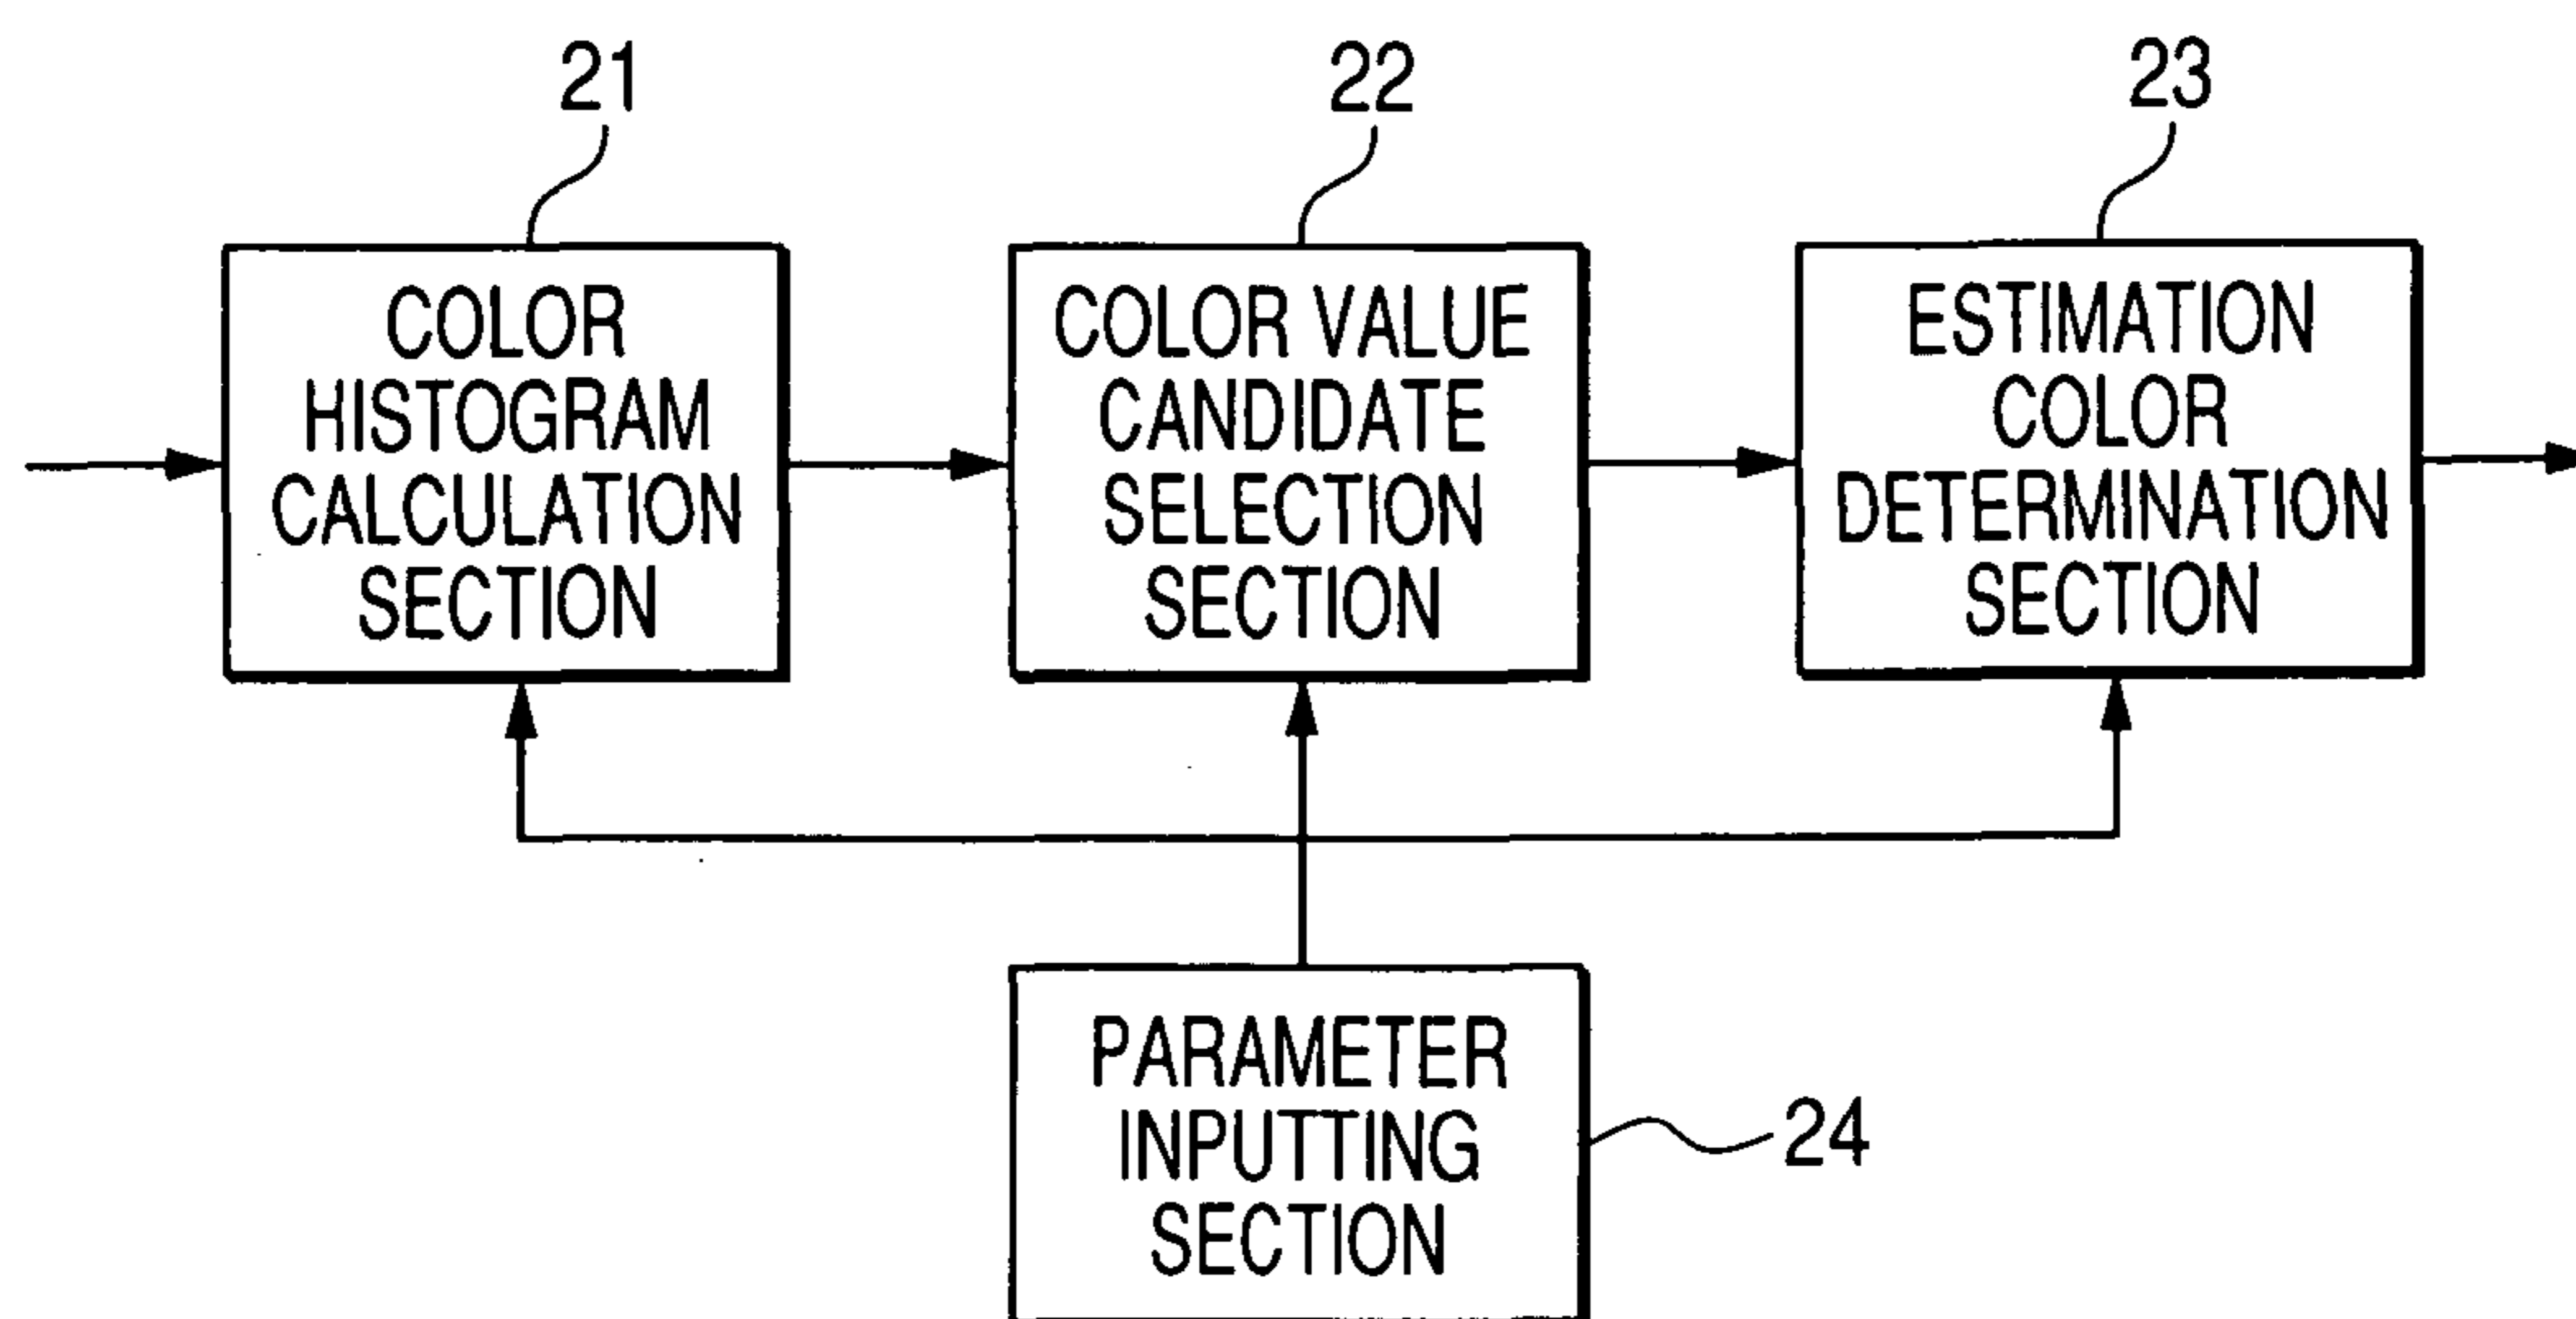 21
22
23
COLOR
HISTOGRAM
CALCULATION
SECTION
COLOR VALUE
CANDIDATE
SELECTION
SECTION
ESTIMATION
COLOR
DETERMINATION
SECTION
PARAMETER
INPUTTING
SECTION
24